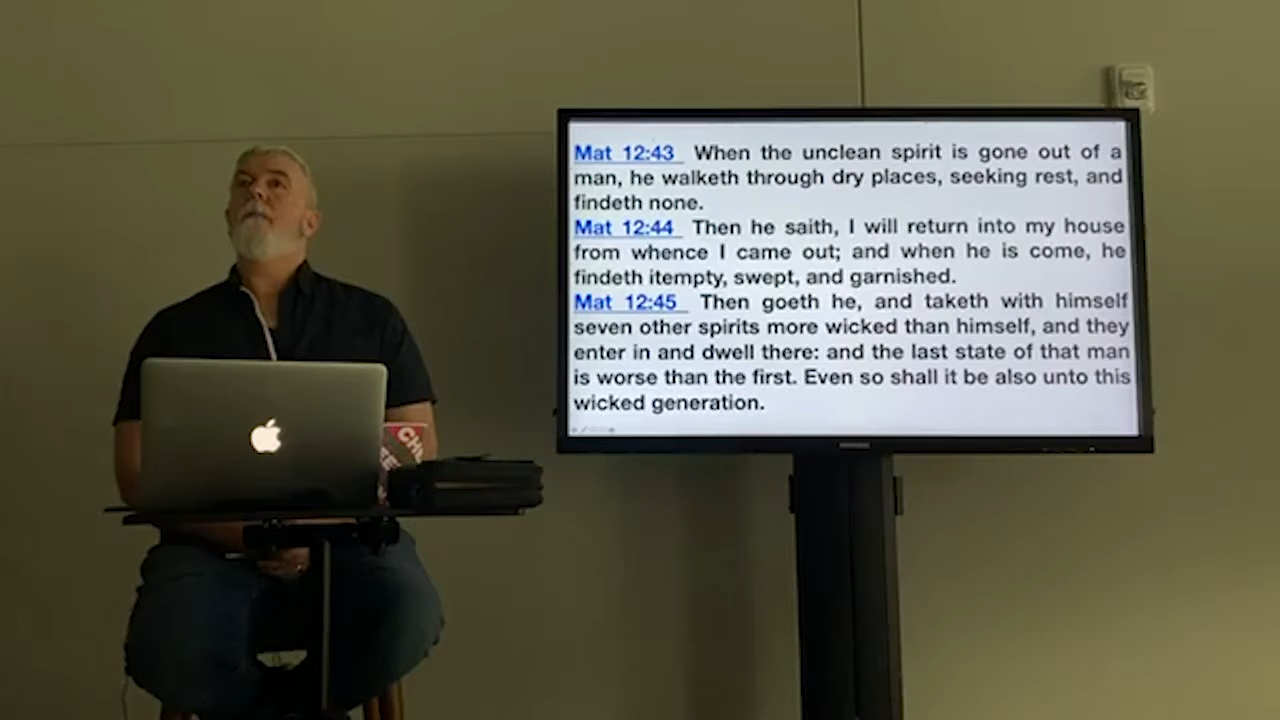 Mat 12:43 When the unclean spirit is gone out of a
man, he walketh through dry places, seeking rest, and
findeth none.
Mat 12:44 Then he saith, I will return into my house
from whence I came out; and when he is come, he
findeth itempty, swept, and garnished.
Mat 12:45 Then goeth he, and taketh with himself
seven other spirits more wicked than himself, and they
enter in and dwell there: and the last state of that man
is worse than the first. Even so shall it be also unto this
wicked generation.